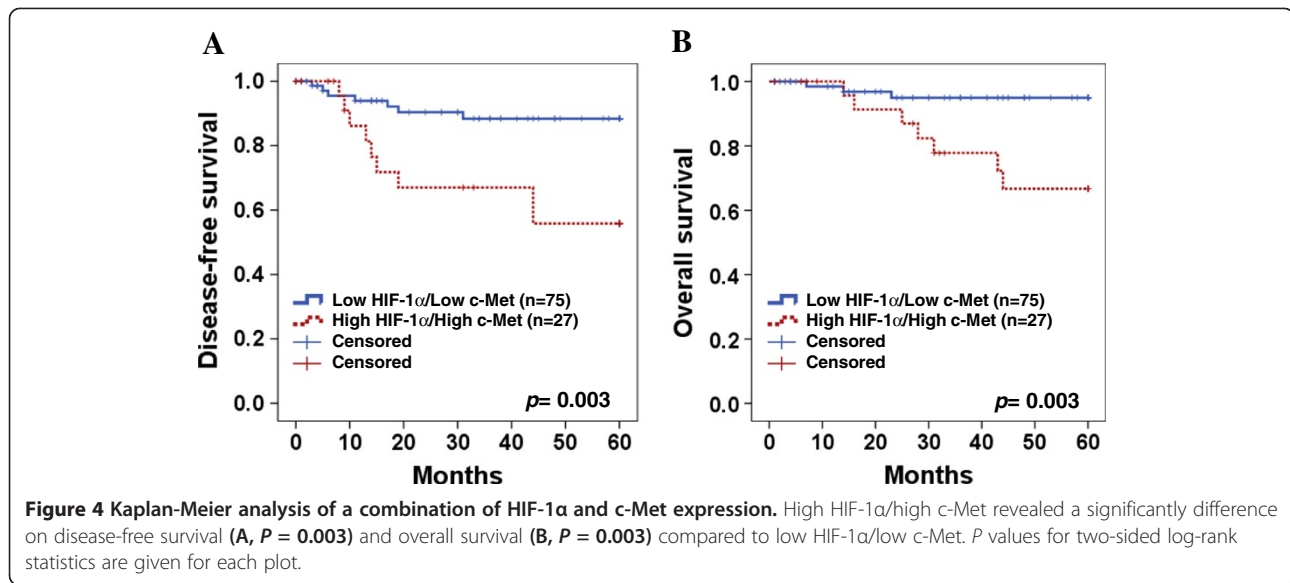 A
Disease-free survival
1.0
0.8
0.6
0.4
0.2
0.0
Low HIF-1α/Low c-Met (n=75)
High HIF-1α/High c-Met (n=27)
Censored
Censored
p= 0.003
0 10 20 30 40 50 60
Months
B
Overall survival
1.0
0.8
0.6
0.4
0.2
0.0
Low HIF-1α/Low c-Met (n=75)
High HIF-1α/High c-Met (n=27)
Censored
Censored
p= 0.003
0 10 20 30 40 50 60
Months
Figure 4 Kaplan-Meier analysis of a combination of HIF-1α and c-Met expression. High HIF-1α/high c-Met revealed a significantly difference
on disease-free survival (A, P = 0.003) and overall survival (B, P = 0.003) compared to low HIF-1α/low c-Met. P values for two-sided log-rank
statistics are given for each plot.